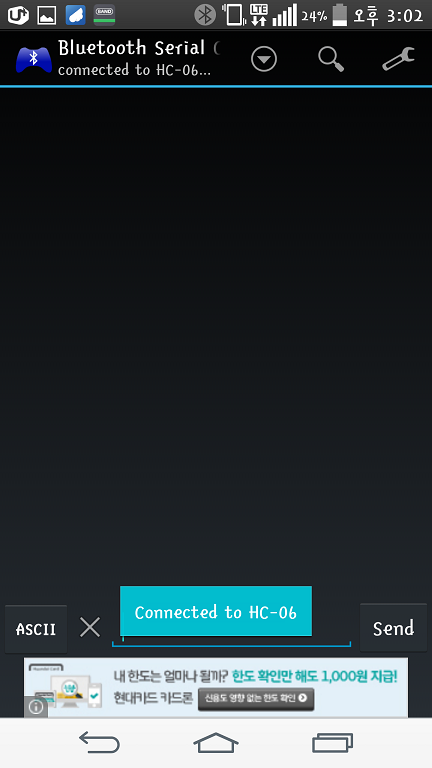 BAND
LTE
24%
오후 3:02
Bluetooth Serial
connected to HC-06...
ASCII
Connected to HC-06
Send
내 한도는 얼마나 될까? 한도 확인만 해도 1,000원 지급!
현대카드 카드론 신용도 영향 없는 한도 확인